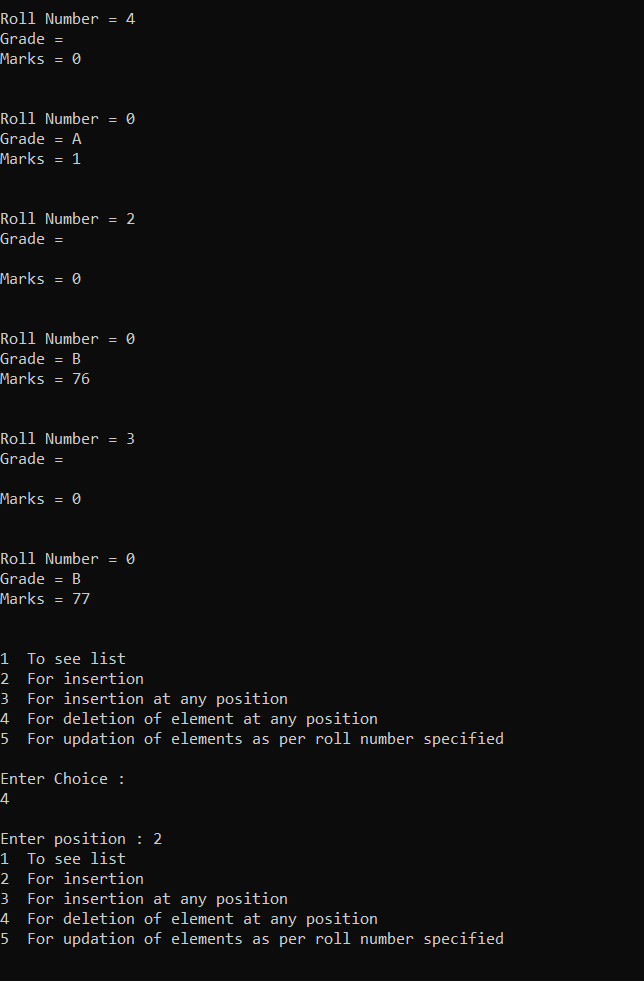 Roll Number = 4
Grade =
Marks = 0
Roll Number = 0
Grade = A
Marks = 1
Roll Number = 2
Grade =
Marks = 0
Roll Number = 0
Grade = B
Marks = 76
Roll Number = 3
Grade =
Marks = 0
Roll Number = 0
Grade = B
Marks = 77
1  To see list
2  For insertion
3  For insertion at any position
4  For deletion of element at any position
5  For updation of elements as per roll number specified
Enter Choice :
4
Enter position : 2
1  To see list
2  For insertion
3  For insertion at any position
4  For deletion of element at any position
5  For updation of elements as per roll number specified